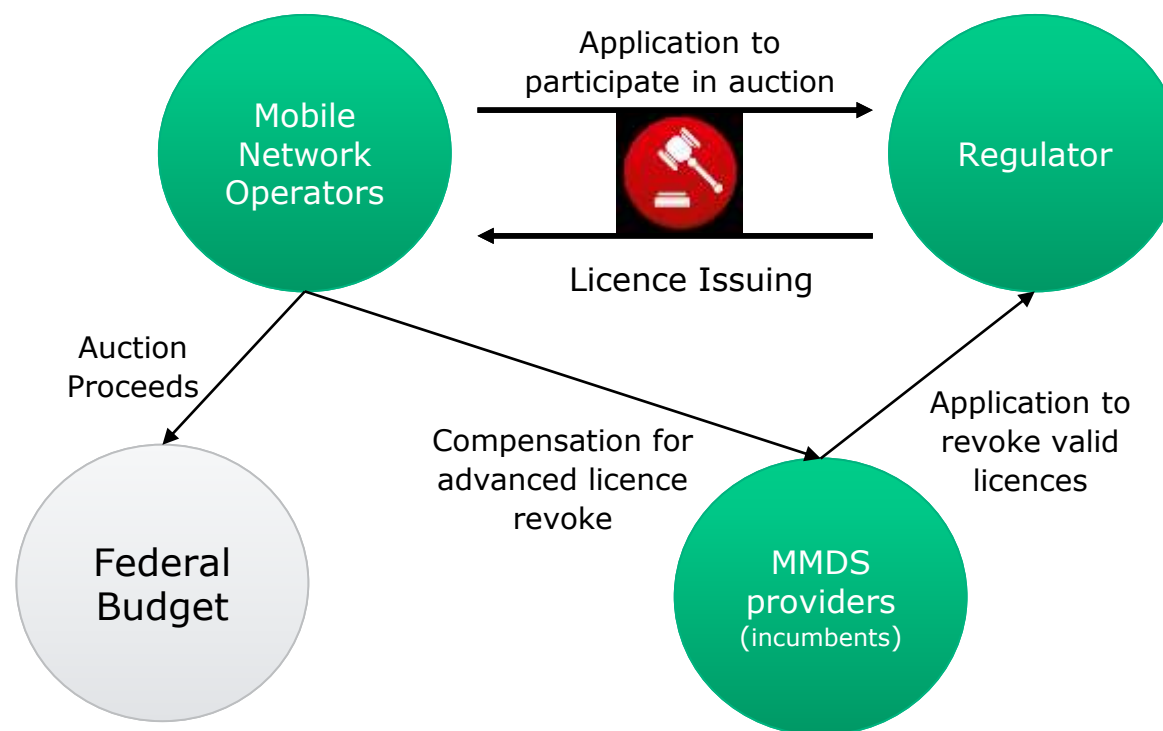 Application to
participate in auction
Mobile
Network
Operators
Regulator
Licence Issuing
Auction
Proceeds
Compensation for
advanced licence
revoke
Application to
revoke valid
licences
Federal
Budget
MMDS
providers
(incumbents)